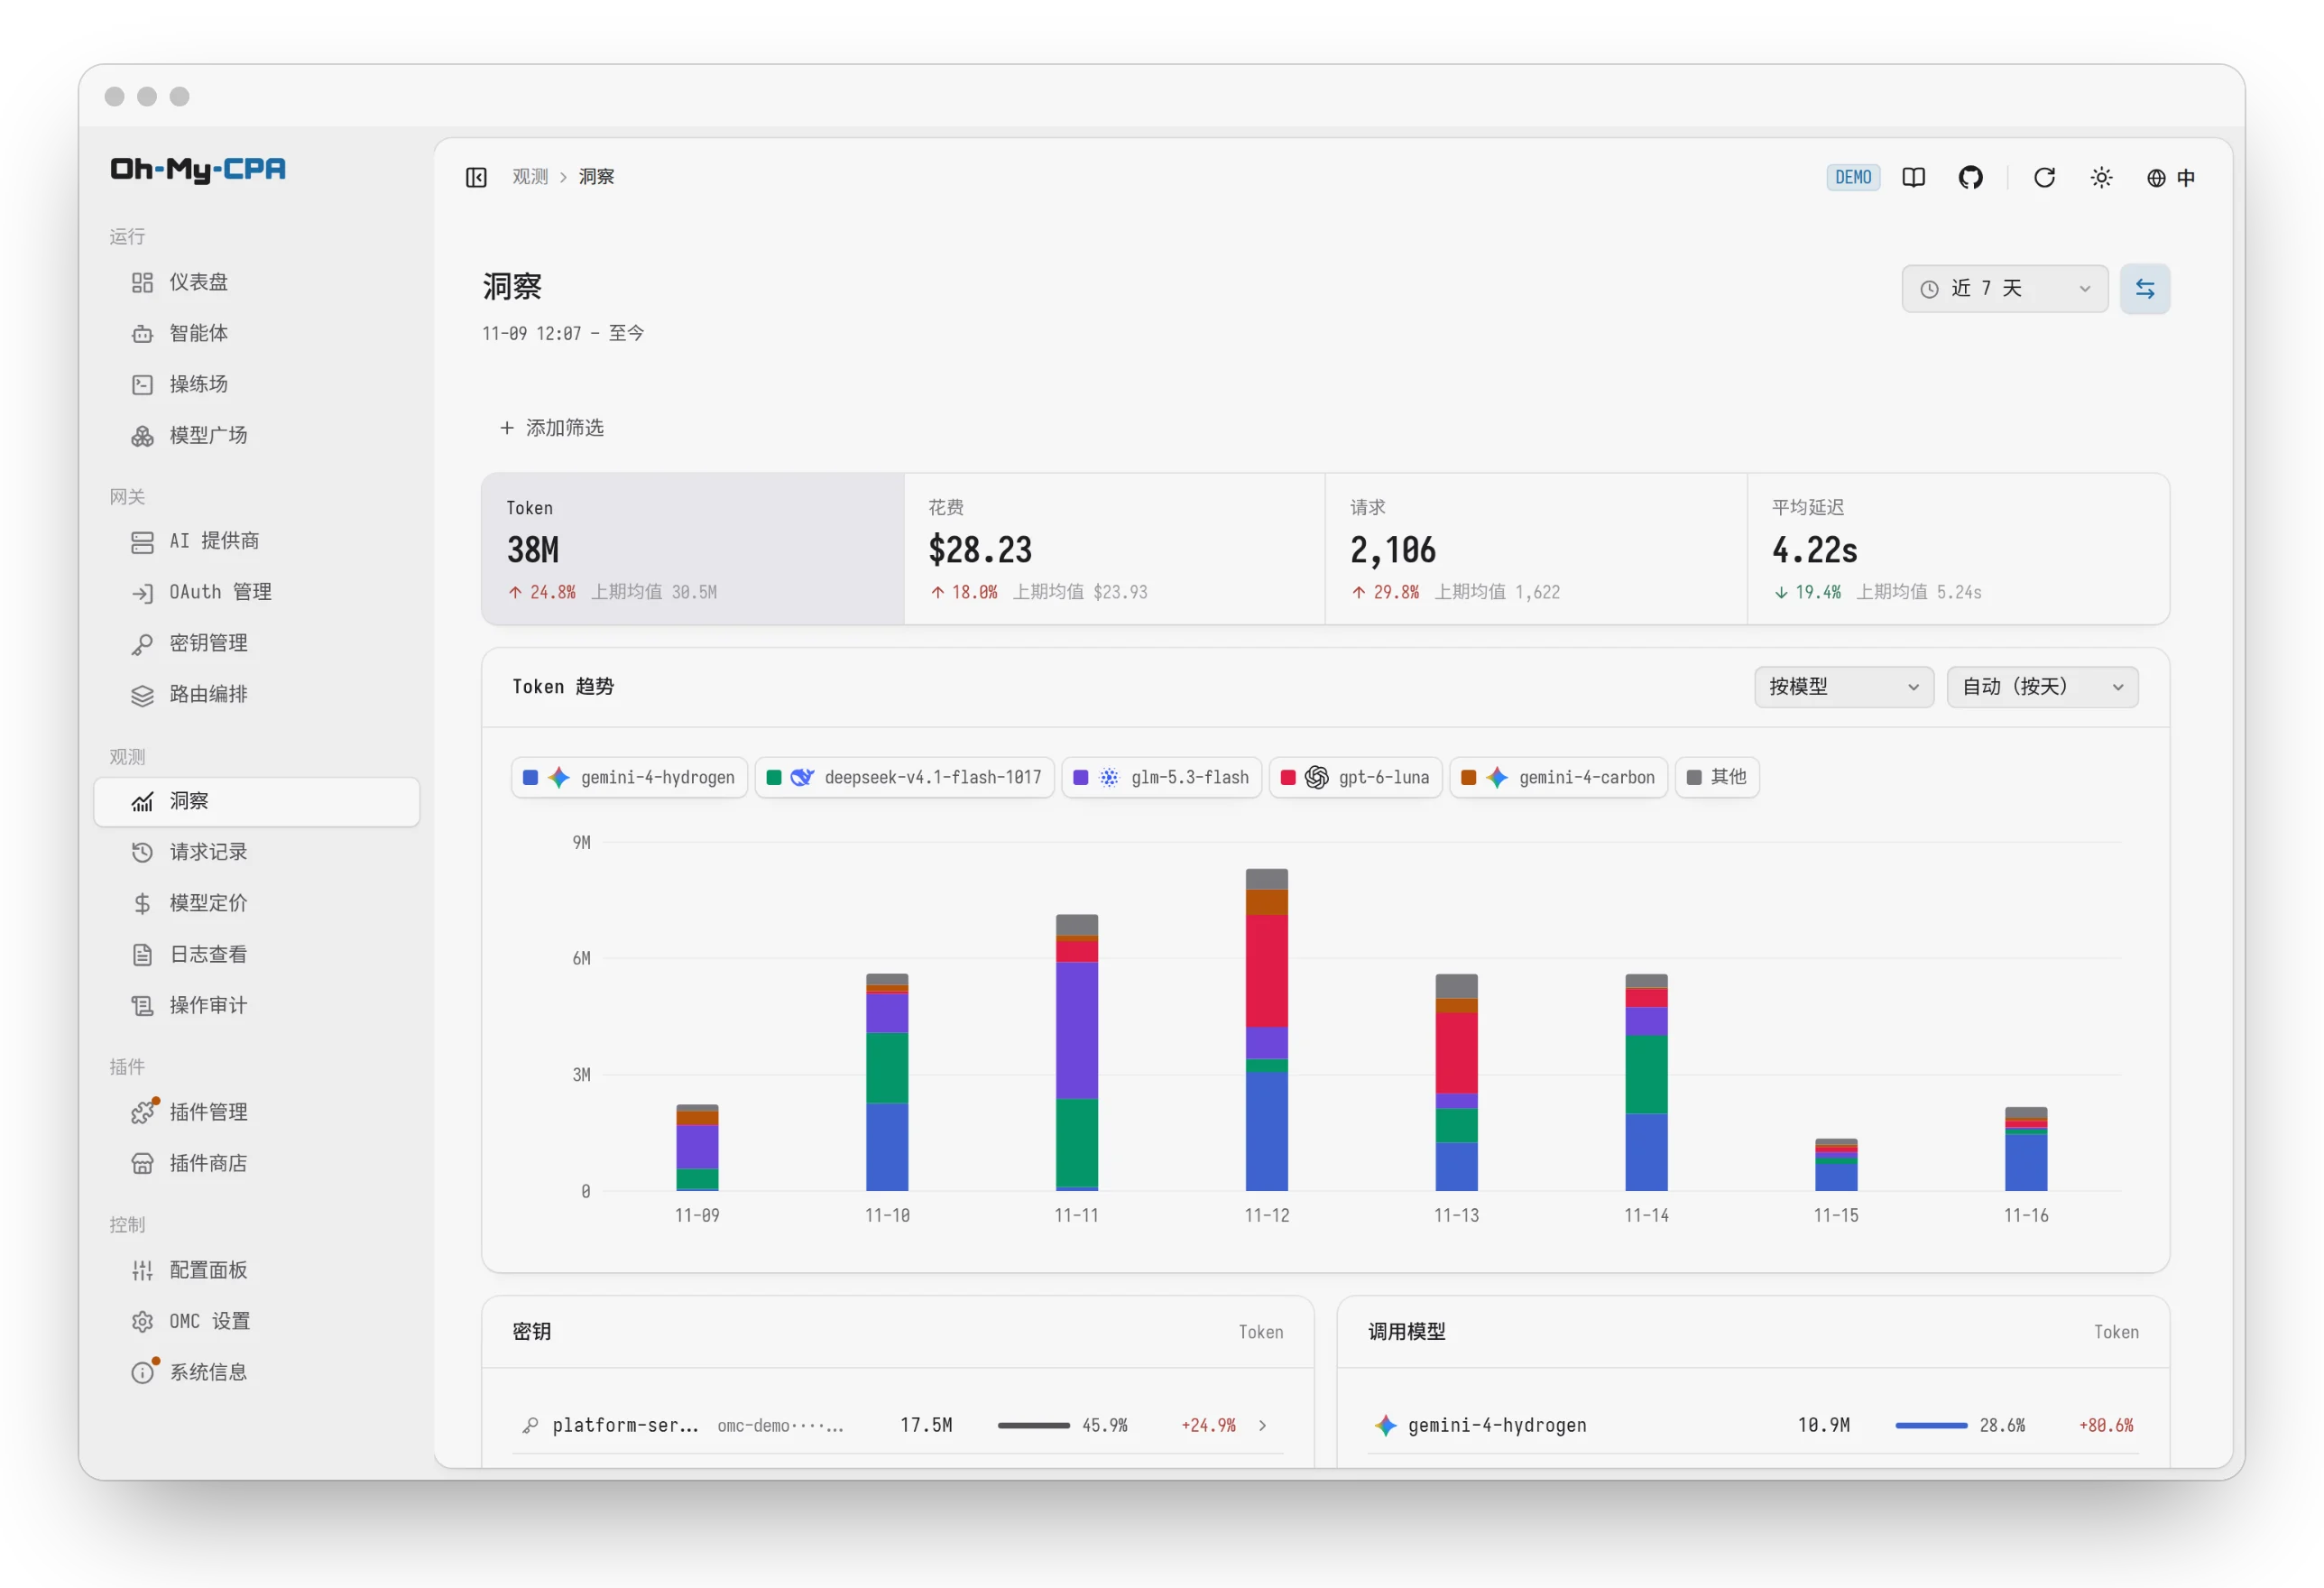 Oh-My-CPA
运行
仪表盘
智能体
操练场
模型广场
网关
AI 提供商
OAuth 管理
密钥管理
路由编排
观测
洞察
请求记录
模型定价
日志查看
操作审计
插件
插件管理
插件商店
控制
配置面板
OMC 设置
系统信息
观测 > 洞察
DEMO
中
洞察
近 7 天
11-09 12:07 – 至今
+ 添加筛选
Token
38M
↑ 24.8% 上期均值 30.5M
花费
$28.23
↑ 18.0% 上期均值 $23.93
请求
2,106
↑ 29.8% 上期均值 1,622
平均延迟
4.22s
↓ 19.4% 上期均值 5.24s
Token 趋势
按模型
自动（按天）
gemini-4-hydrogen
deepseek-v4.1-flash-1017
glm-5.3-flash
gpt-6-luna
gemini-4-carbon
其他
9M
6M
3M
0
11-09
11-10
11-11
11-12
11-13
11-14
11-15
11-16
密钥
Token
platform-ser... omc-demo····... 17.5M 45.9% +24.9%
调用模型
Token
gemini-4-hydrogen 10.9M 28.6% +80.6%